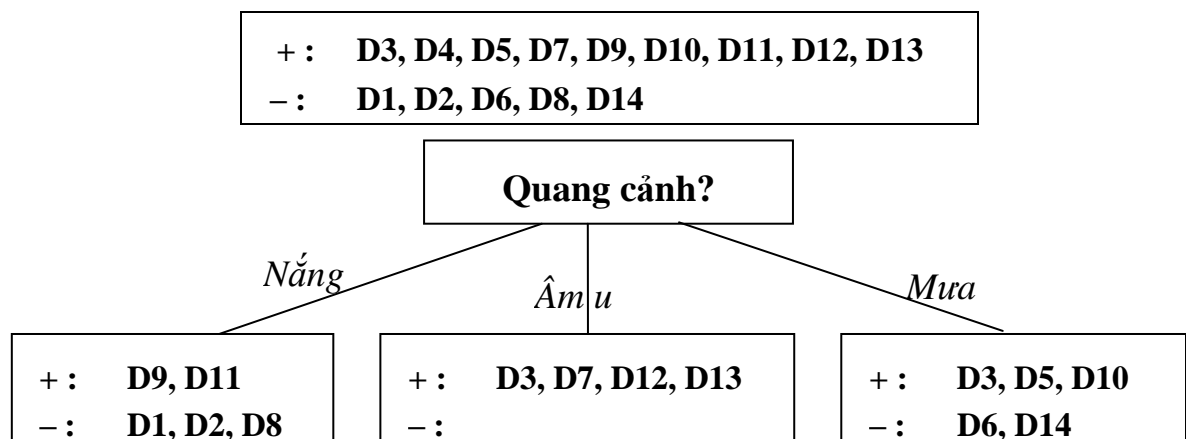 + : D3, D4, D5, D7, D9, D10, D11, D12, D13
– : D1, D2, D6, D8, D14
Quang cảnh?
Nắng
Âm u
Mưa
+ : D9, D11
– : D1, D2, D8
+ : D3, D7, D12, D13
– :
+ : D3, D5, D10
– : D6, D14